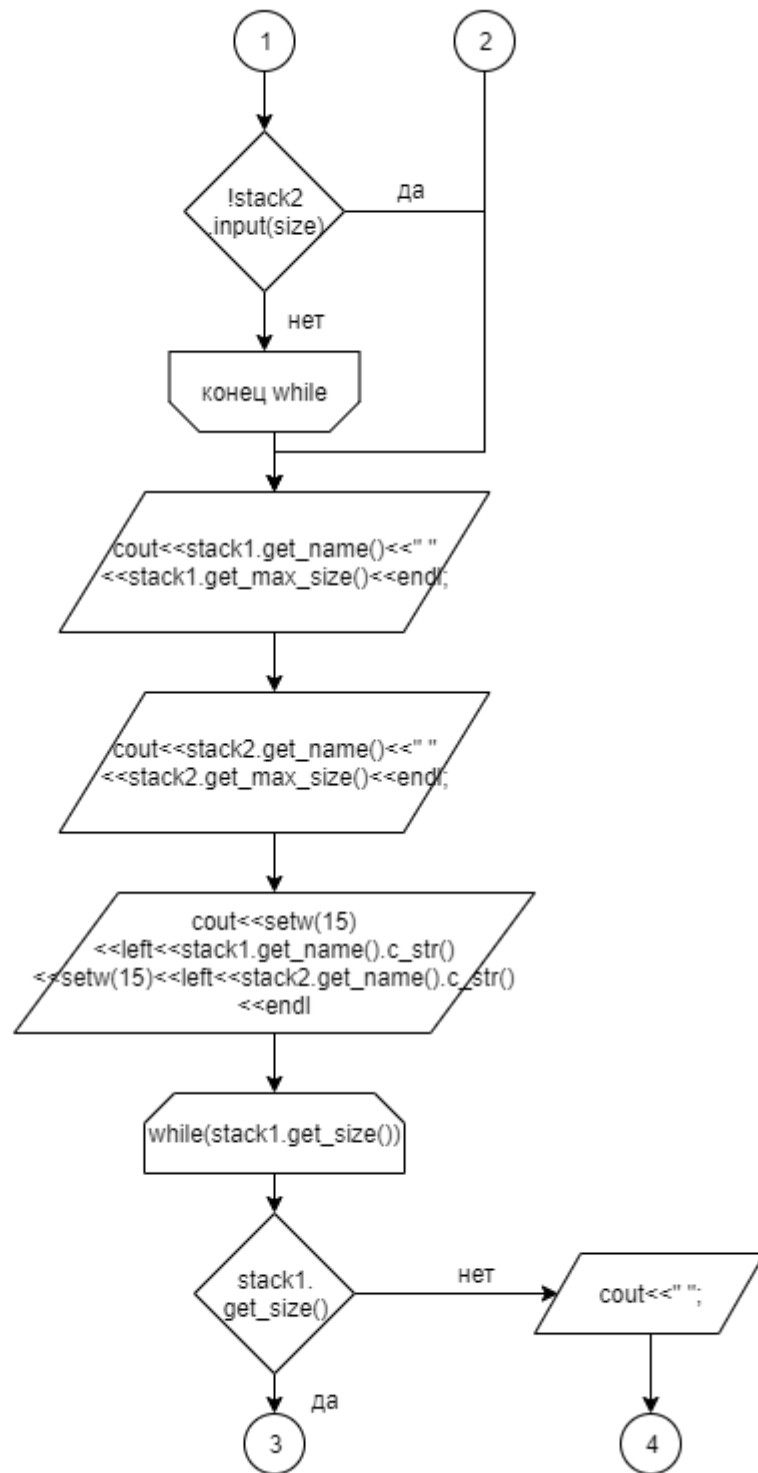 1
2
!stack2
.input(size)
да
нет
конец while
cout<<stack1.get_name()<<" "
<<stack1.get_max_size()<<endl;
cout<<stack2.get_name()<<" "
<<stack2.get_max_size()<<endl;
cout<<setw(15)
<<left<<stack1.get_name().c_str()
<<setw(15)<<left<<stack2.get_name().c_str()
<<endl
while(stack1.get_size())
stack1.
get_size()
нет
cout<<" ";
да
3
4